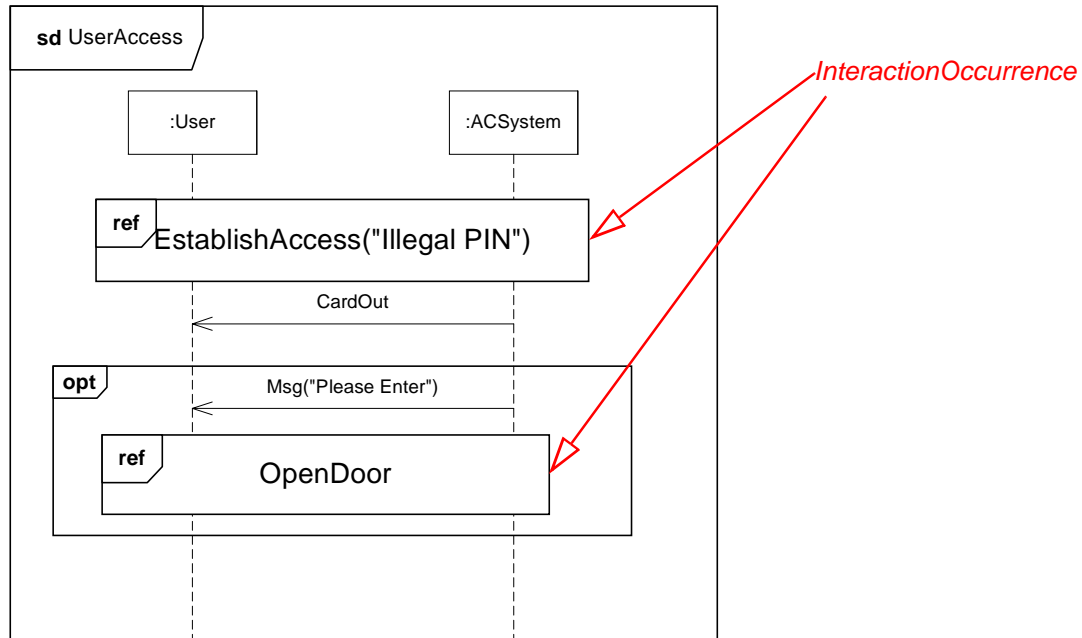 sd UserAccess
InteractionOccurrence
:User
:ACSystem
ref
EstablishAccess("Illegal PIN")
CardOut
opt
Msg("Please Enter")
ref
OpenDoor